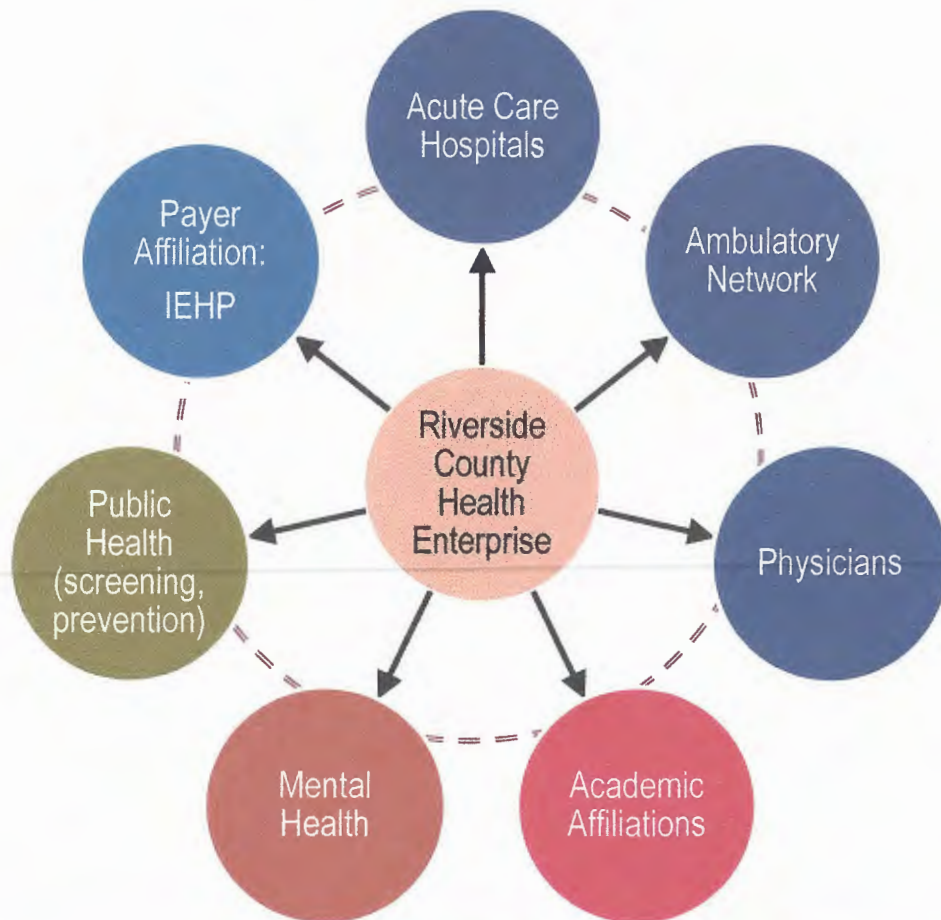 Acute Care
Hospitals
Payer
Affiliation:
IEHP
Ambulatory
Network
Riverside
County
Health
Enterprise
Public
Health
(screening,
prevention)
Physicians
Mental
Health
Academic
Affiliations